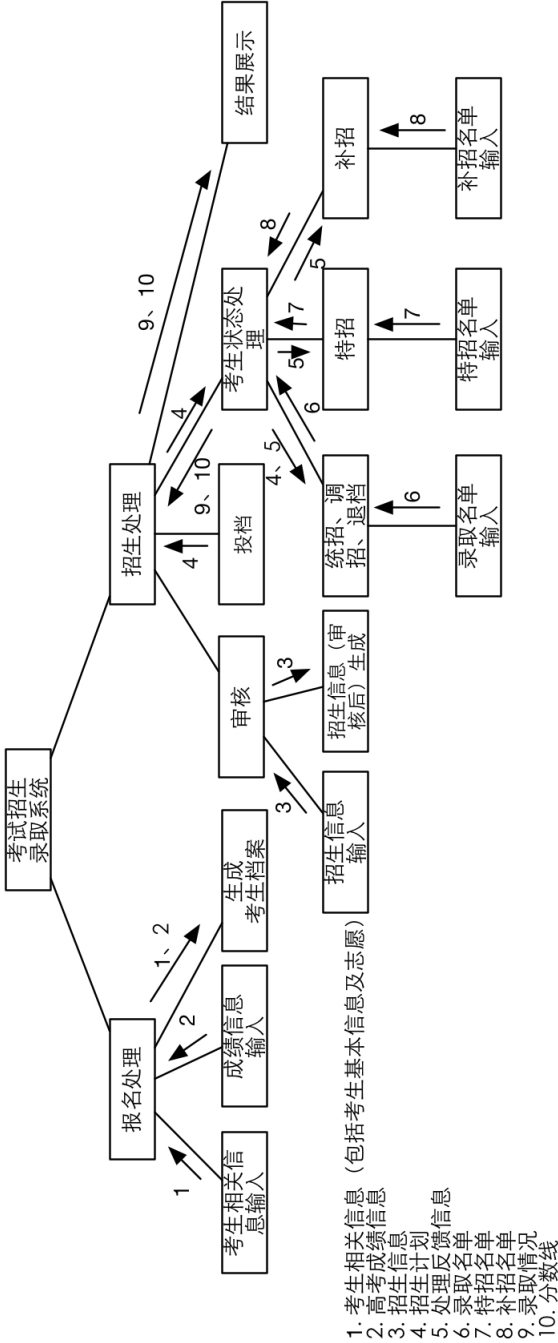 考试招生
录取系统
报名处理
招生处理
考生相关信
息输入
成绩信息
输入
生成
考生档案
审核
投档
考生状态处
理
结果展示
招生信息
输入
招生信息（审
核后）生成
统招、调
招、退档
特招
补招
录取名单
输入
特招名单
输入
补招名单
输入
1
2
1、2
3
3
4
9、10
4
9、10
4、5
6
5
7
5
8
6
7
8
1. 考生相关信息（包括考生基本信息及志愿）
2. 高考成绩信息
3. 招生信息
4. 招生计划
5. 处理反馈信息
6. 录取名单
7. 特招名单
8. 补招名单
9. 录取情况
10. 分数线